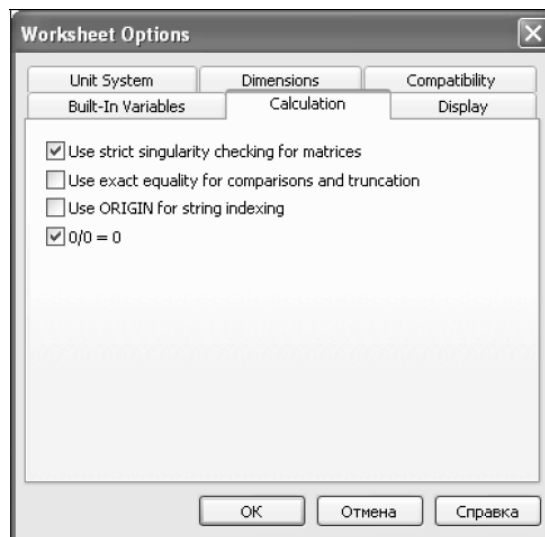 Worksheet Options
Unit System Dimensions Compatibility
Built-In Variables Calculation Display
Use strict singularity checking for matrices
Use exact equality for comparisons and truncation
Use ORIGIN for string indexing
0/0 = 0
OK Отмена Справка